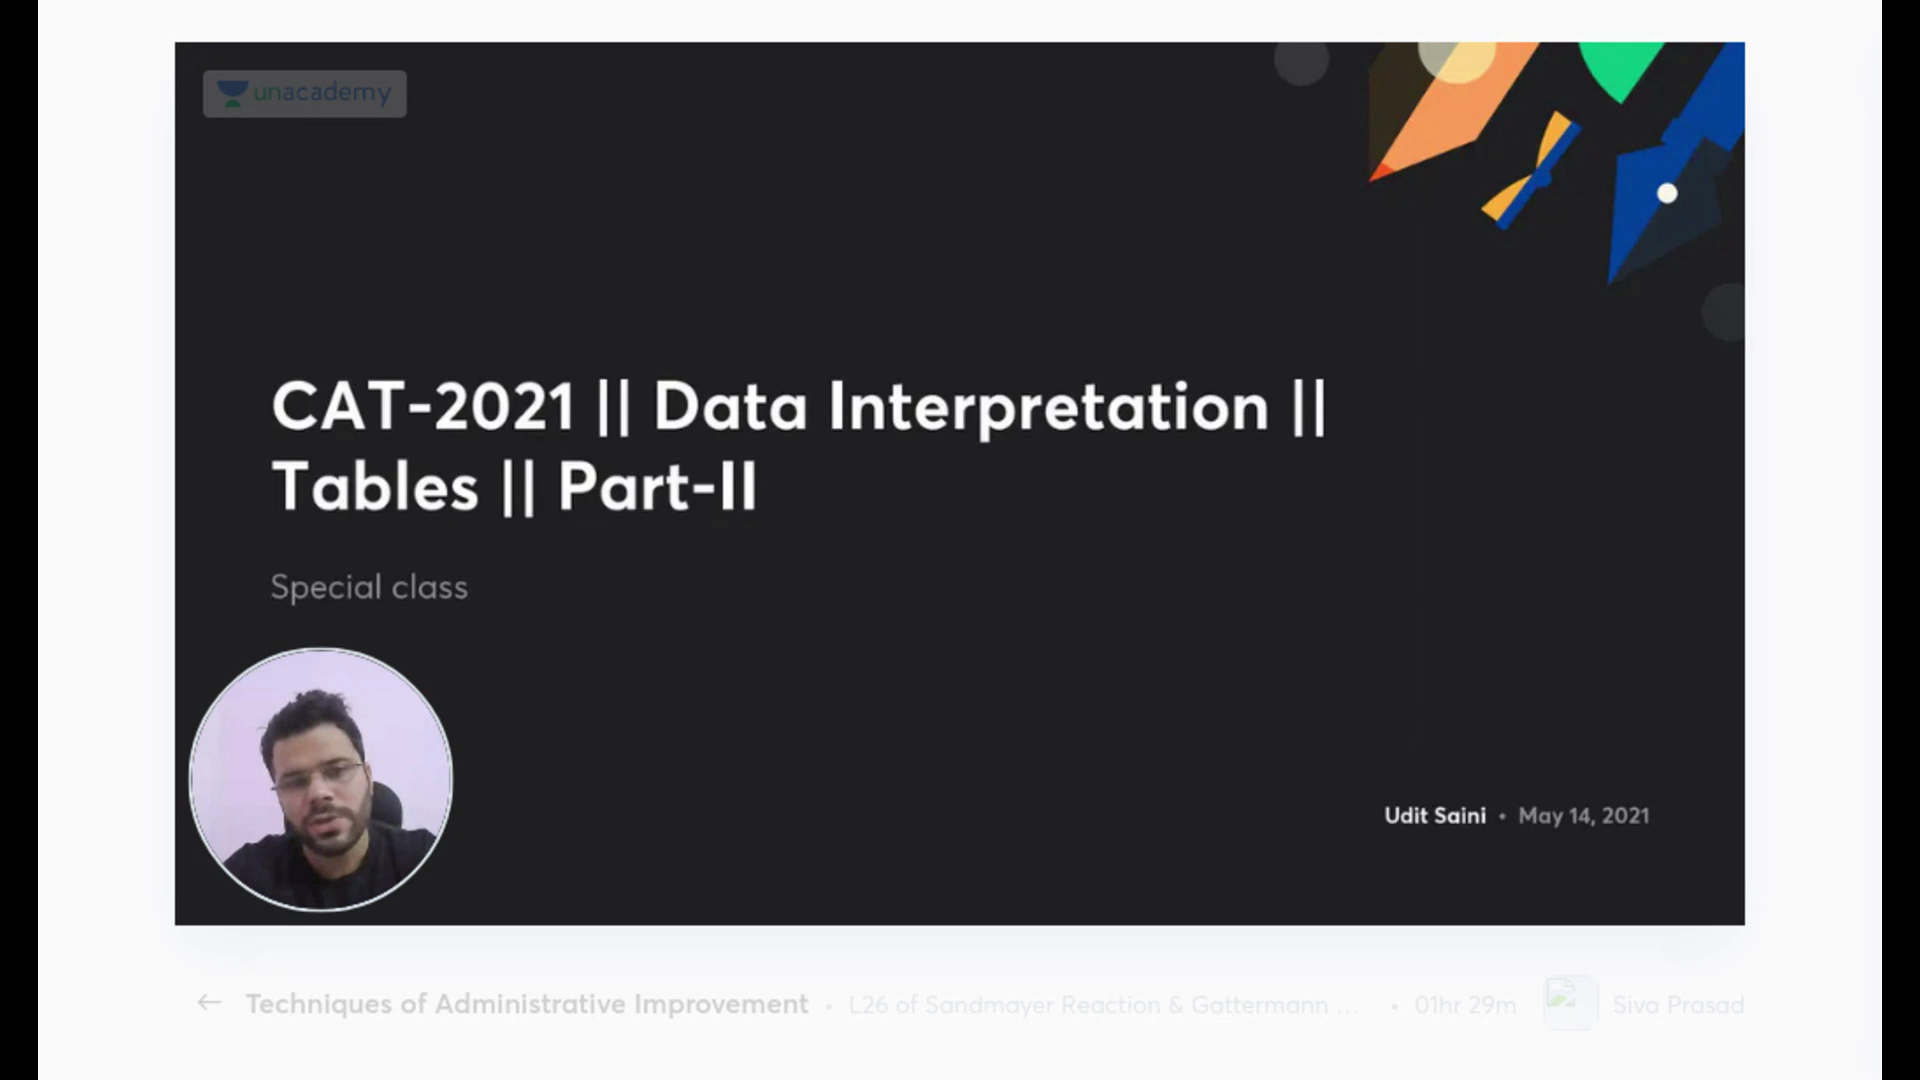 unacademy
CAT-2021 || Data Interpretation ||
Tables || Part-II
Special class
Udit Saini • May 14, 2021
← Techniques of Administrative Improvement • L26 of Sandmayer Reaction & Gattermann ... • 01hr 29m Siva Prasad